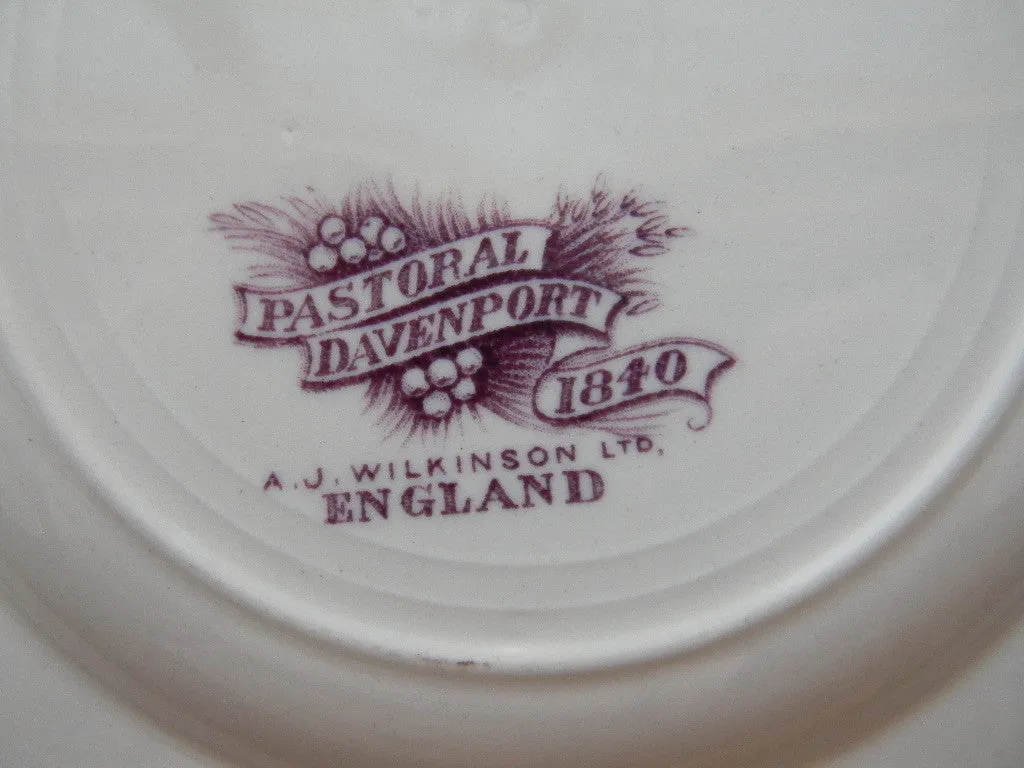 PASTORAL
DAVENPORT
1840
A.J. WILKINSON LTD,
ENGLAND